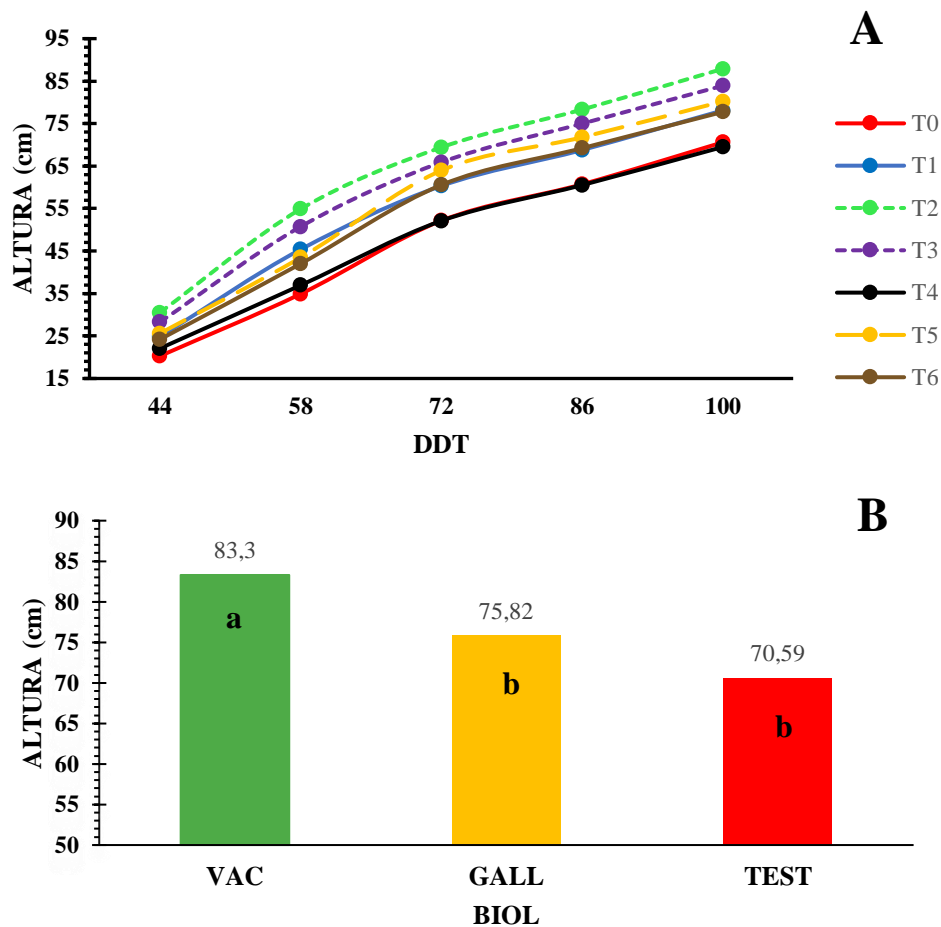 A
ALTURA (cm)
95
85
75
65
55
45
35
25
15
44 58 72 86 100
DDT
T0
T1
T2
T3
T4
T5
T6
B
ALTURA (cm)
90
85
80
75
70
65
60
55
50
83,3
a
75,82
b
70,59
b
VAC GALL TEST
BIOL